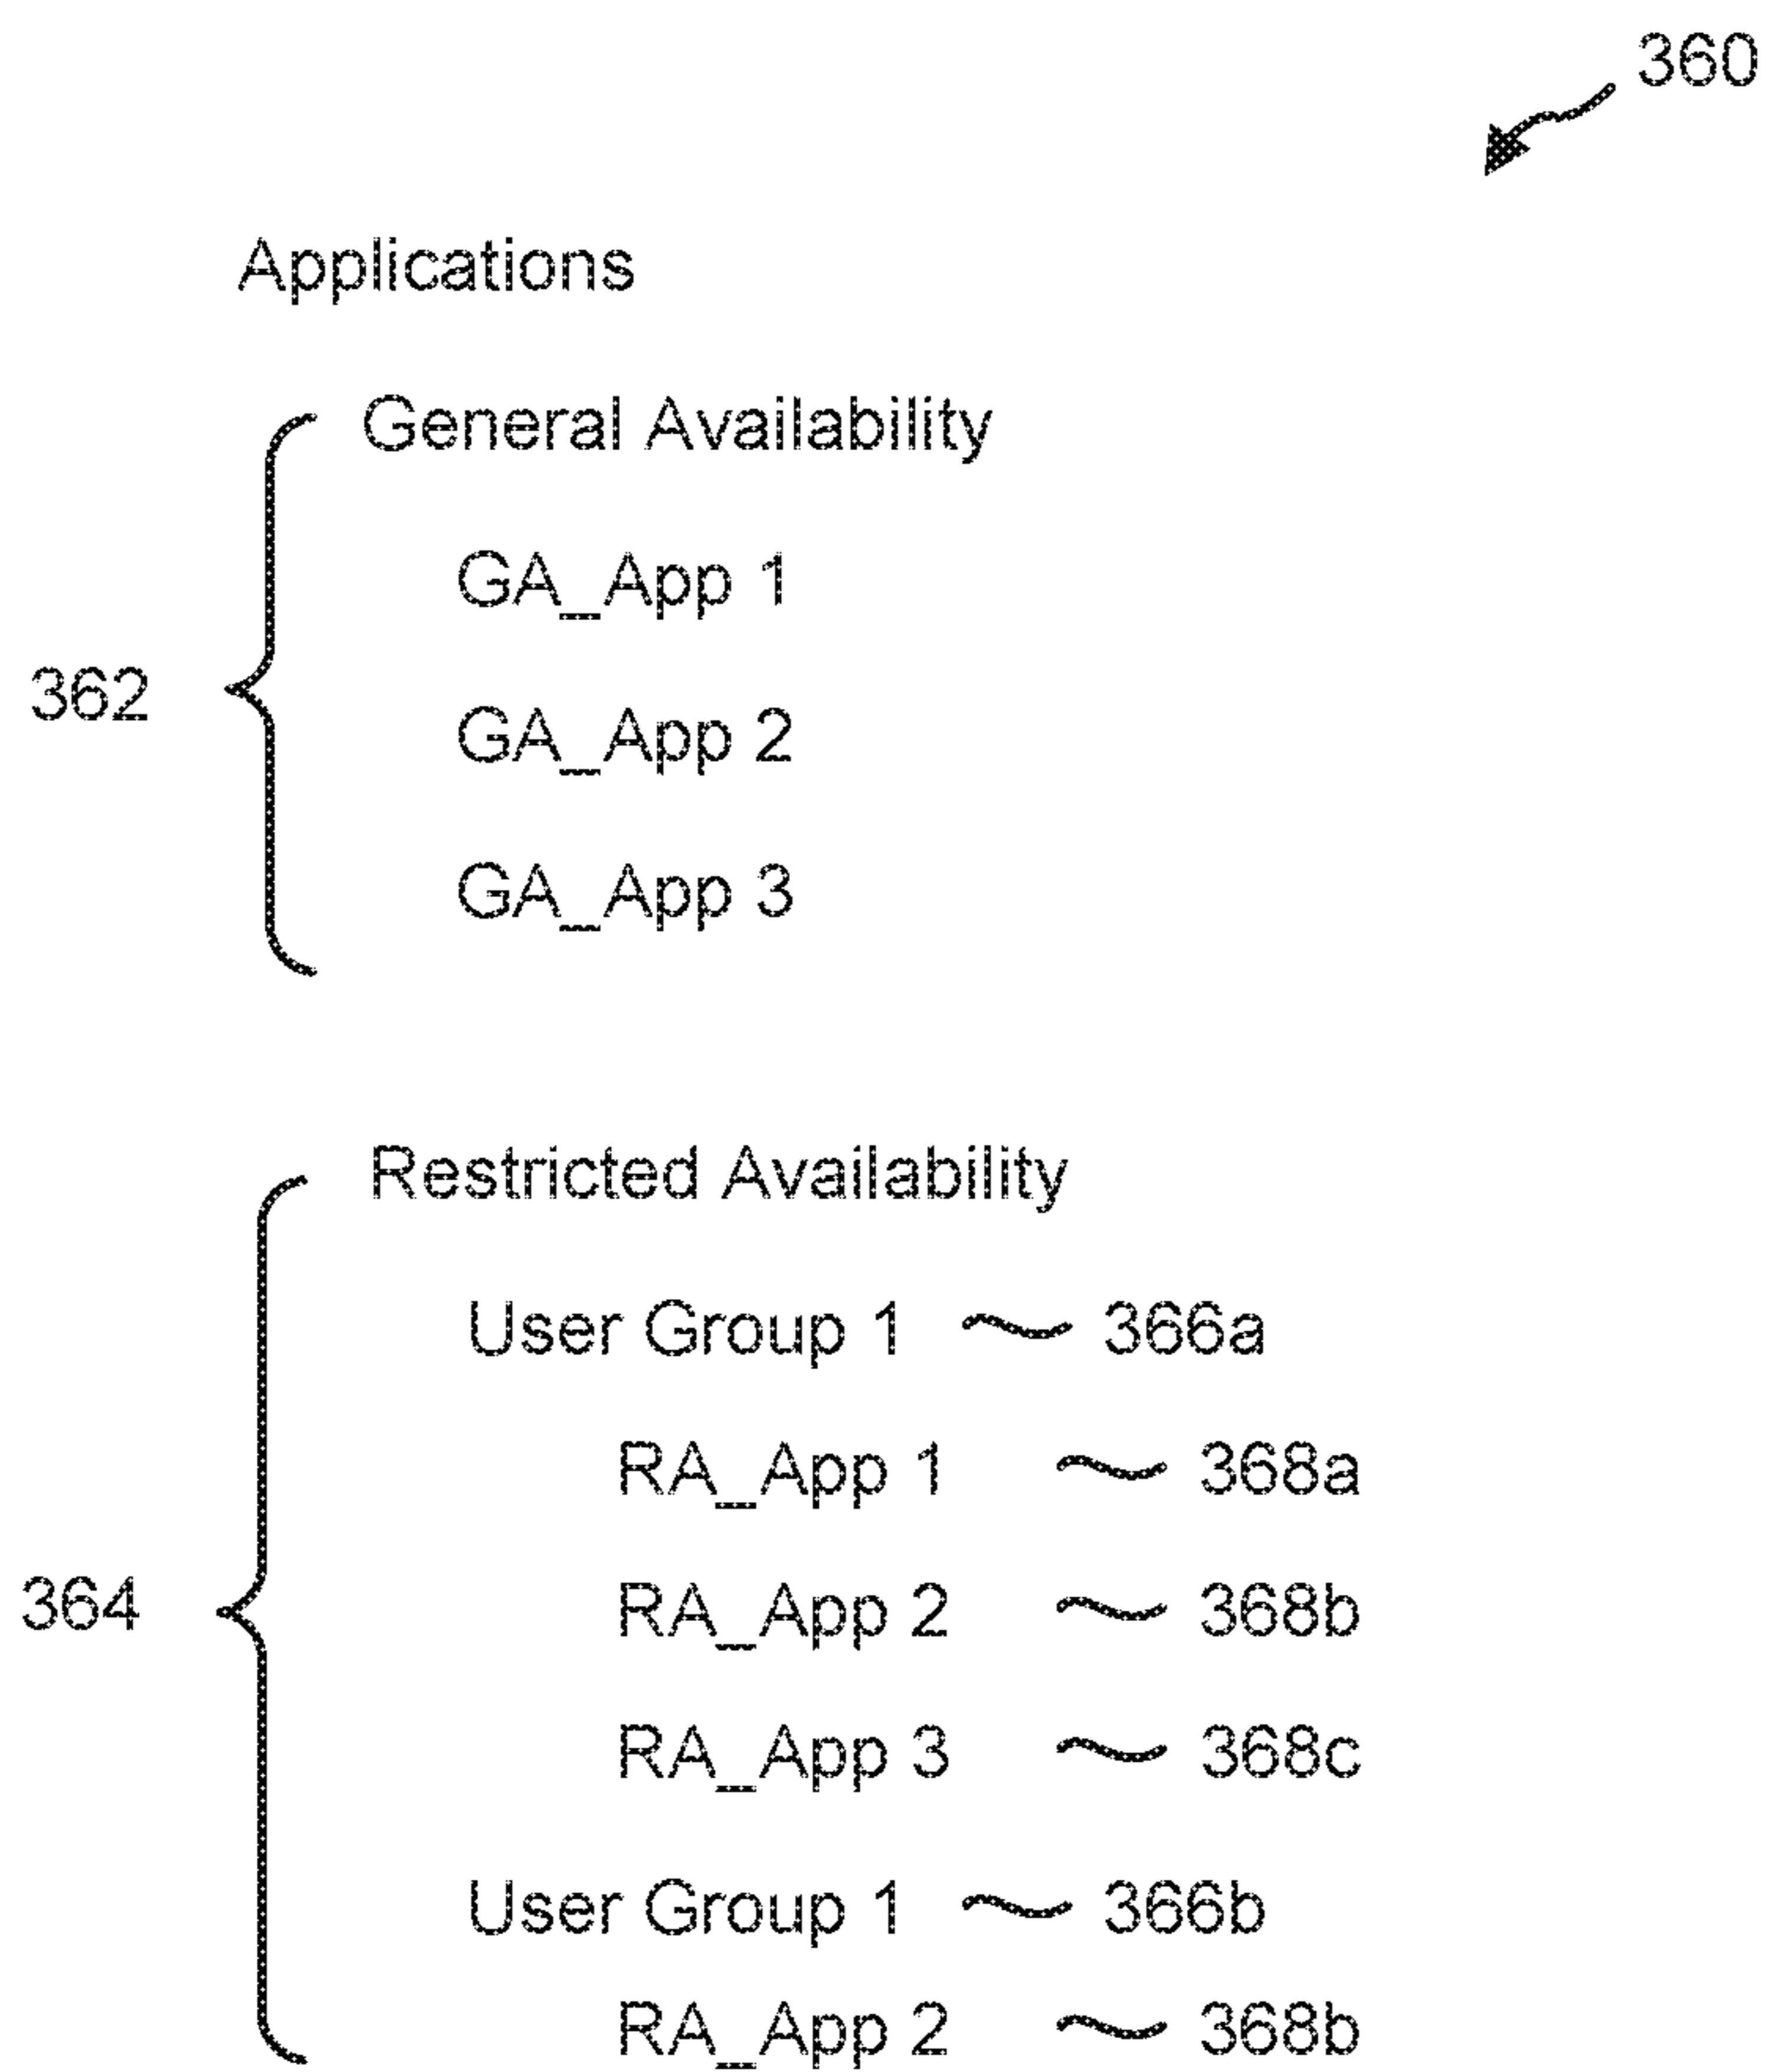 360
Applications
General Availability
GA_App 1
362
GA_App 2
GA_App 3
Restricted Availability
User Group 1 366a
RA_App 1 368a
364
RA_App 2 368b
RA_App 3 368c
User Group 1 366b
RA_App 2 368b